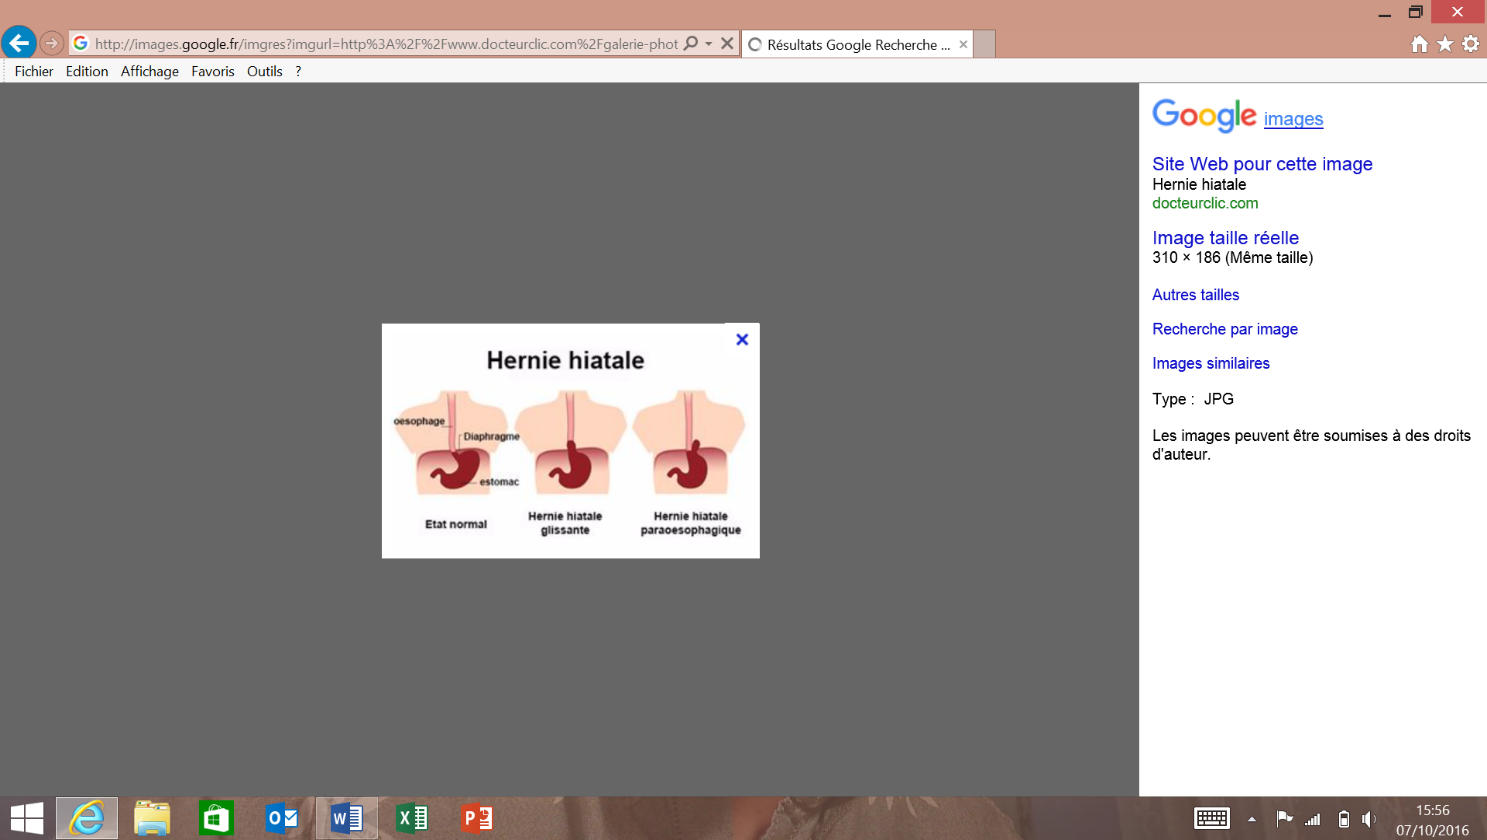 http://images.google.fr/imgres?imgurl=http%3A%2F%2Fwww.docteurclic.com%2Fgalerie-phot
Résultats Google Recherche ...
Fichier Edition Affichage Favoris Outils ?
Google images
Site Web pour cette image
Hernie hiatale
docteurclic.com
Image taille réelle
310 × 186 (Même taille)
Autres tailles
Recherche par image
Images similaires
Type : JPG
Les images peuvent être soumises à des droits
d'auteur.
Hernie hiatale
oesophage
Diaphragme
estomac
Etat normal
Hernie hiatale
glissante
Hernie hiatale
paraoesophagique
15:56
07/10/2016